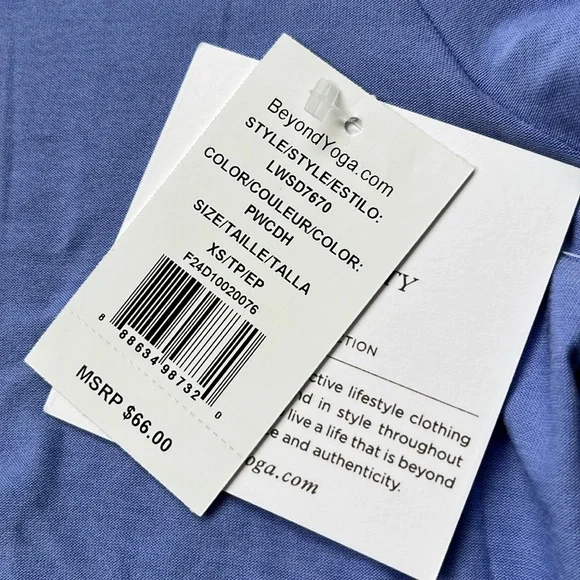 BeyondYoga.com
STYLE/STYLE/ESTILO:
LWSD7670
COLOR/COULEUR/COLOR:
PWCDH
SIZE/TAILLE/TALLA
XS/TP/EP
F24D10020076
8 88634 98732 0
MSRP $66.00
TY
TION
ctive lifestyle clothing
d in style throughout
live a life that is beyond
e and authenticity.
oga.com